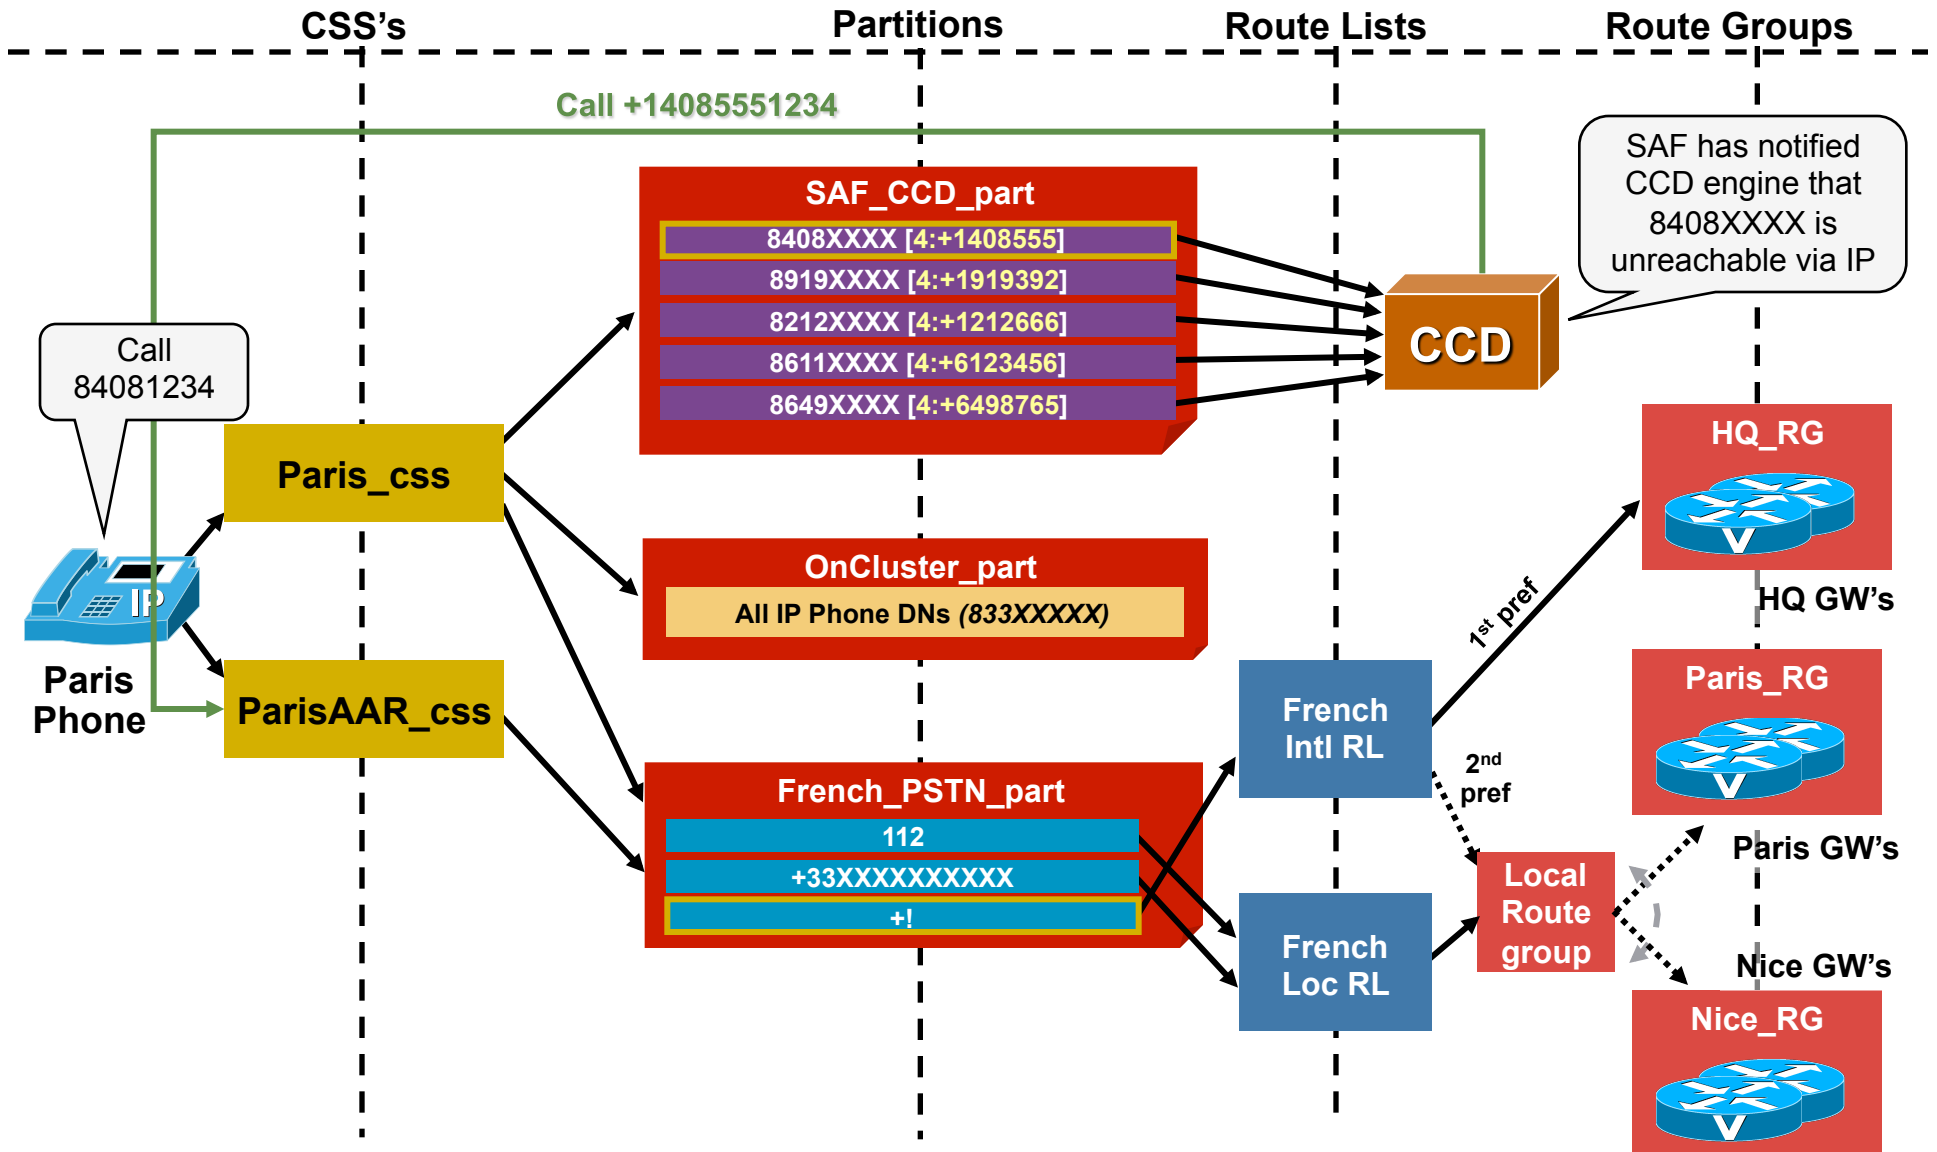 CSS's
Partitions
Route Lists
Route Groups
Call +14085551234
SAF has notified
CCD engine that
8408XXXX is
unreachable via IP
SAF_CCD_part
8408XXXX [4:+1408555]
8919XXXX [4:+1919392]
8212XXXX [4:+1212666]
8611XXXX [4:+6123456]
8649XXXX [4:+6498765]
CCD
Call
84081234
Paris_css
IP
Paris
Phone
ParisAAR_css
OnCluster_part
All IP Phone DNs (833XXXXX)
French_PSTN_part
112
+33XXXXXXXXXX
+!
French
Intl RL
French
Loc RL
1st pref
2nd
pref
Local
Route
group
HQ_RG
V
HQ GW's
Paris_RG
V
Paris GW's
Nice GW's
Nice_RG
V